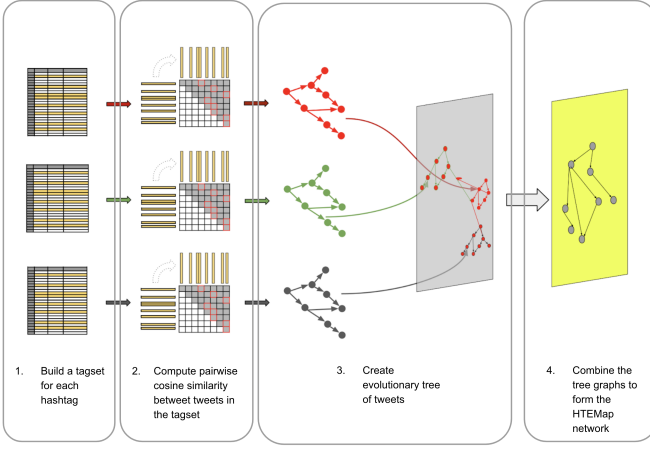 1. Build a tagset
for each
hashtag
2. Compute pairwise
cosine similarity
betweet tweets in
the tagset
3. Create
evolutionary tree
of tweets
4. Combine the
tree graphs to
form the
HTEMap
network